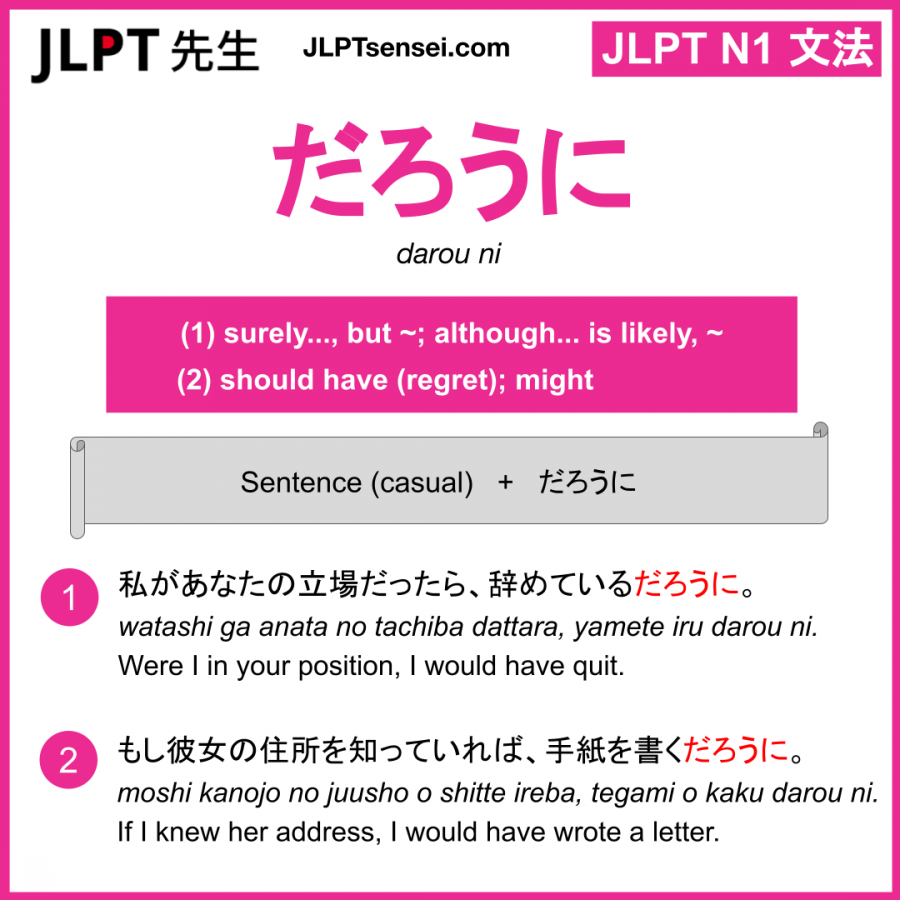 JLPT 先生
JLPTsensei.com
JLPT N1 文法
だろうに
darou ni
(1) surely..., but ~; although... is likely, ~
(2) should have (regret); might
Sentence (casual) + だろうに
1
私があなたの立場だったら、辞めているだろうに。
watashi ga anata no tachiba dattara, yamete iru darou ni.
Were I in your position, I would have quit.
2
もし彼女の住所を知っていれば、手紙を書くだろうに。
moshi kanojo no juusho o shitte ireba, tegami o kaku darou ni.
If I knew her address, I would have wrote a letter.